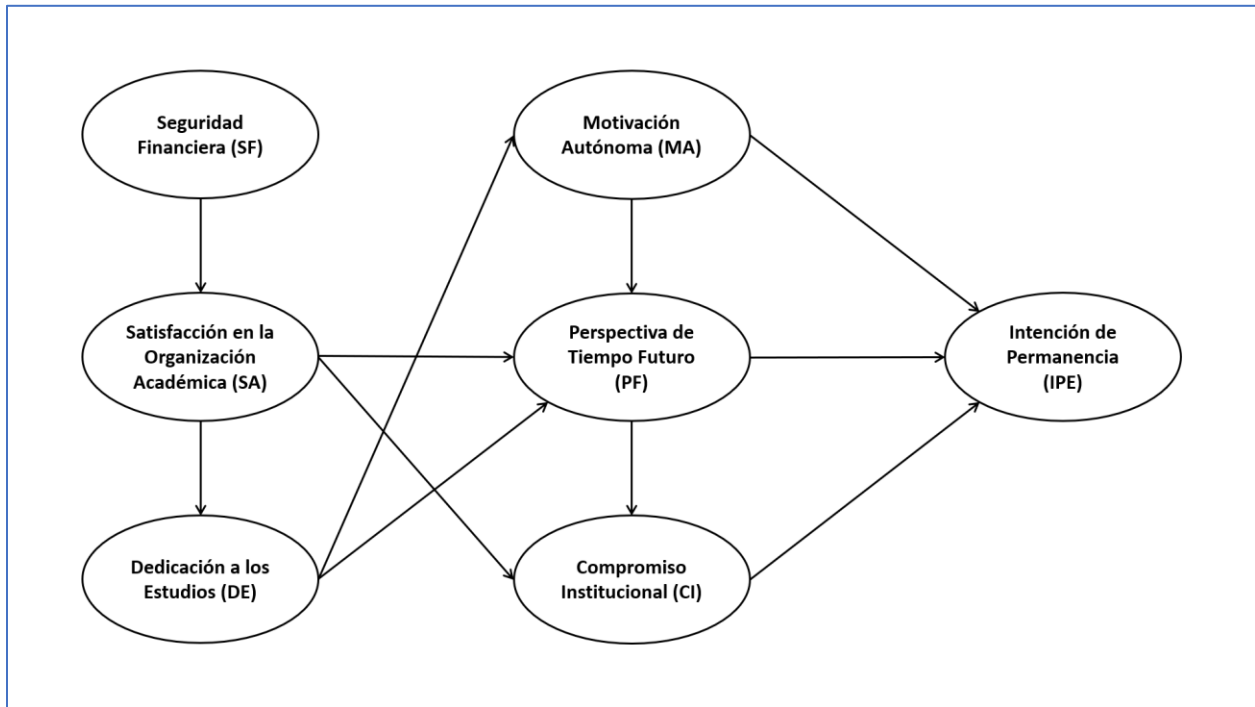 Seguridad
Financiera (SF)
Motivación
Autónoma (MA)
Satisfacción en la
Organización
Académica (SA)
Perspectiva de
Tiempo Futuro
(PF)
Intención de
Permanencia
(IPE)
Dedicación a los
Estudios (DE)
Compromiso
Institucional (CI)